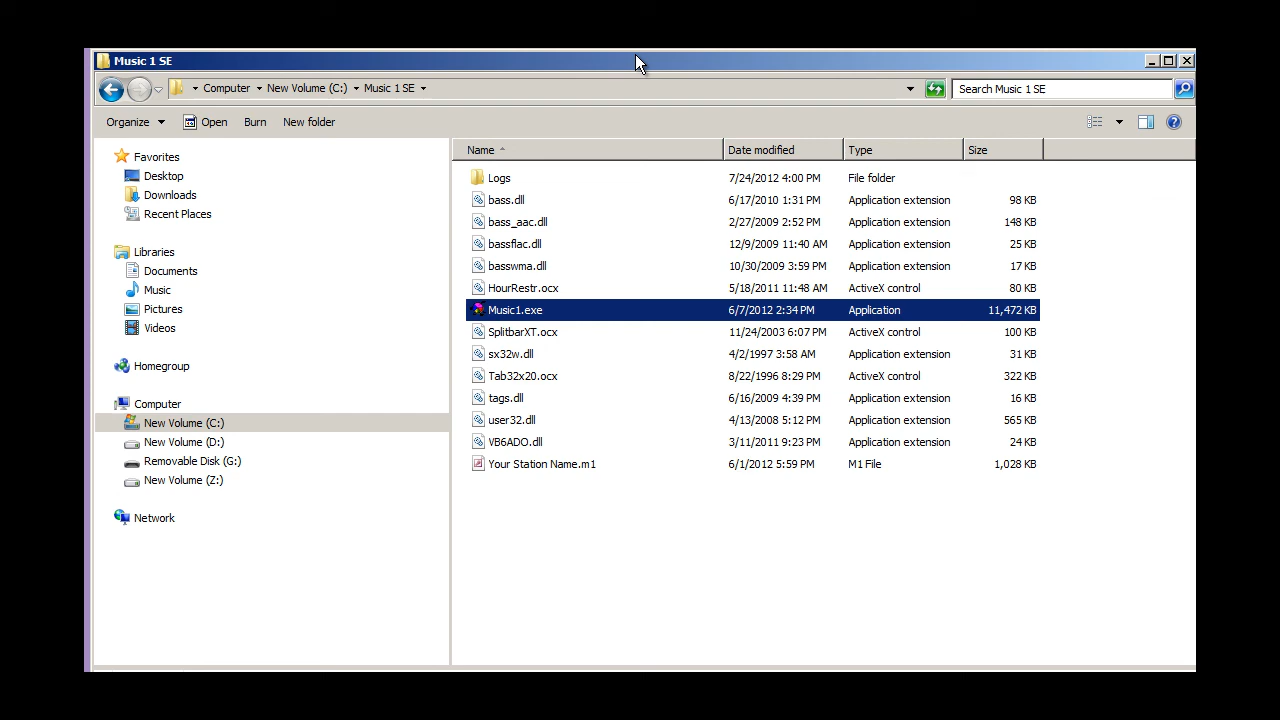 Music 1 SE
Computer New Volume (C:) Music 1 SE
Search Music 1 SE
Organize Open Burn New folder
Favorites
Desktop
Downloads
Recent Places
Libraries
Documents
Music
Pictures
Videos
Homegroup
Computer
New Volume (C:)
New Volume (D:)
Removable Disk (G:)
New Volume (Z:)
Network
Name Date modified Type Size
Logs 7/24/2012 4:00 PM File folder
bass.dll 6/17/2010 1:31 PM Application extension 98 KB
bass_aac.dll 2/27/2009 2:52 PM Application extension 148 KB
bassflac.dll 12/9/2009 11:40 AM Application extension 25 KB
basswma.dll 10/30/2009 3:59 PM Application extension 17 KB
HourRestr.ocx 5/18/2011 11:48 AM ActiveX control 80 KB
Music1.exe 6/7/2012 2:34 PM Application 11,472 KB
SplitbarXT.ocx 11/24/2003 6:07 PM ActiveX control 100 KB
sx32w.dll 4/2/1997 3:58 AM Application extension 31 KB
Tab32x20.ocx 8/22/1996 8:29 PM ActiveX control 322 KB
tags.dll 6/16/2009 4:39 PM Application extension 16 KB
user32.dll 4/13/2008 5:12 PM Application extension 565 KB
VB6ADO.dll 3/11/2011 9:23 PM Application extension 24 KB
Your Station Name.m1 6/1/2012 5:59 PM M1 File 1,028 KB